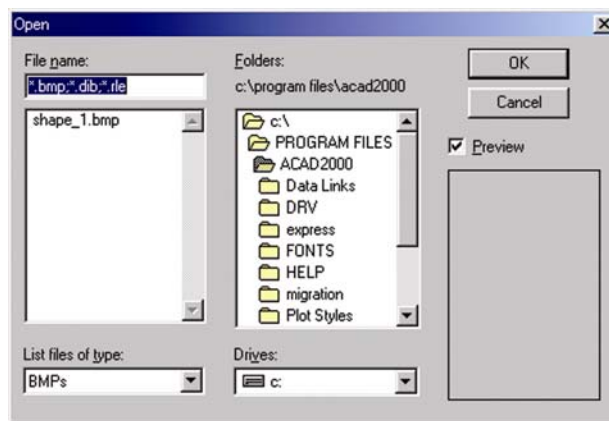 Open
File name:
*.bmp;*.dib;*.rle
shape_1.bmp
List files of type:
BMPs
Folders:
c:\program files\acad2000
c:\
PROGRAM FILES
ACAD2000
Data Links
DRV
express
FONTS
HELP
migration
Plot Styles
Drives:
c:
OK
Cancel
Preview